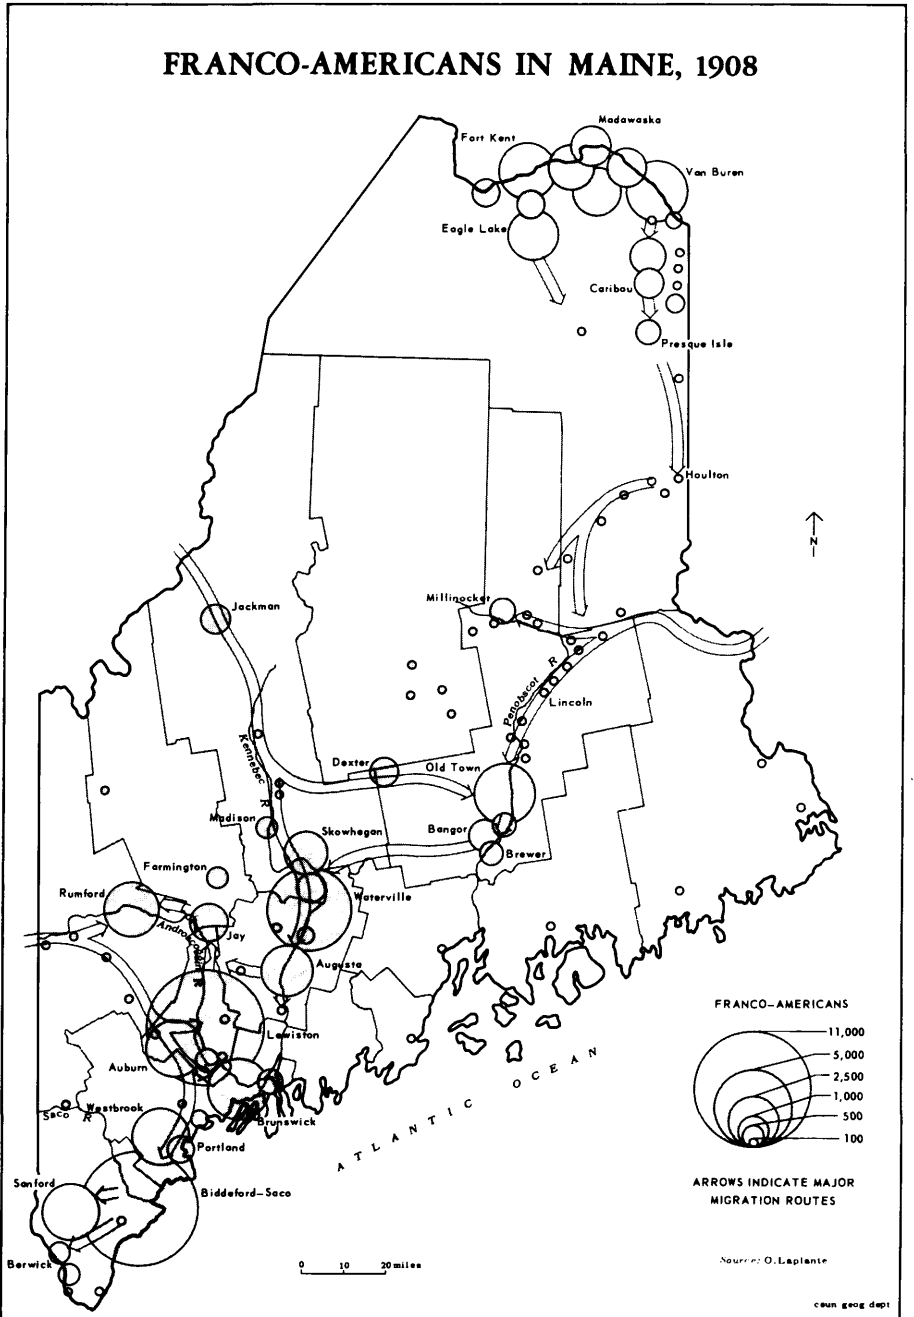 FRANCO-AMERICANS IN MAINE, 1908
Madawaska
Fort Kent
Van Buren
Eagle Lake
Caribou
Presque Isle
Houlton
N
Jackman
Millinocket
Penobscot R
Lincoln
Kennebec R
Dexter
Old Town
Madison
Skowhegan
Bangor
Brewer
Farmington
Rumford
Waterville
Androscoggin R
Jay
Augusta
Lewiston
Auburn
Saco R
Westbrook
Brunswick
Portland
Sanford
Biddeford-Saco
Berwick
ATLANTIC OCEAN
0 10 20 miles
FRANCO-AMERICANS
11,000
5,000
2,500
1,000
500
100
ARROWS INDICATE MAJOR
MIGRATION ROUTES
Source: O. Laplante
csun geog dept